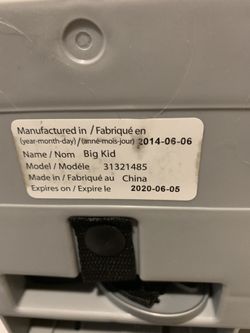 Manufactured in / Fabriqué en
(year-month-day)/(année-mois-jour) 2014-06-06
Name / Nom Big Kid
Model / Modéle 31321485
Made in / Fabriqué au China
Expires on / Expire le 2020-06-05